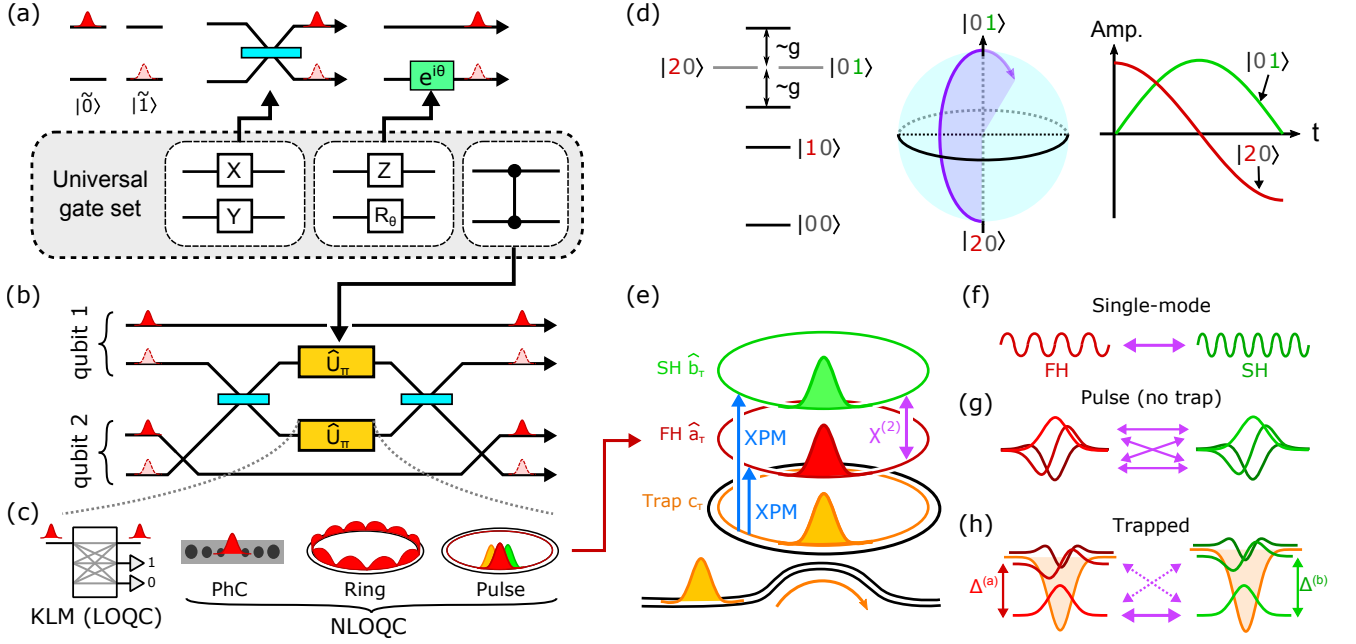 (a)
|0̃⟩ |1̃⟩
e^{iθ}
Universal
gate set
X
Y
Z
R_θ
(b)
qubit 1
qubit 2
Û_π
Û_π
(c)
1
0
KLM (LOQC)
PhC
Ring
Pulse
NLOQC
(d)
|20⟩
|01⟩
~g
~g
|10⟩
|00⟩
|01⟩
|20⟩
Amp.
|01⟩
t
|20⟩
(e)
SH b̂_τ
FH â_τ
Trap c_τ
XPM
XPM
χ^{(2)}
(f)
Single-mode
FH
SH
(g)
Pulse (no trap)
(h)
Trapped
Δ^{(a)}
Δ^{(b)}